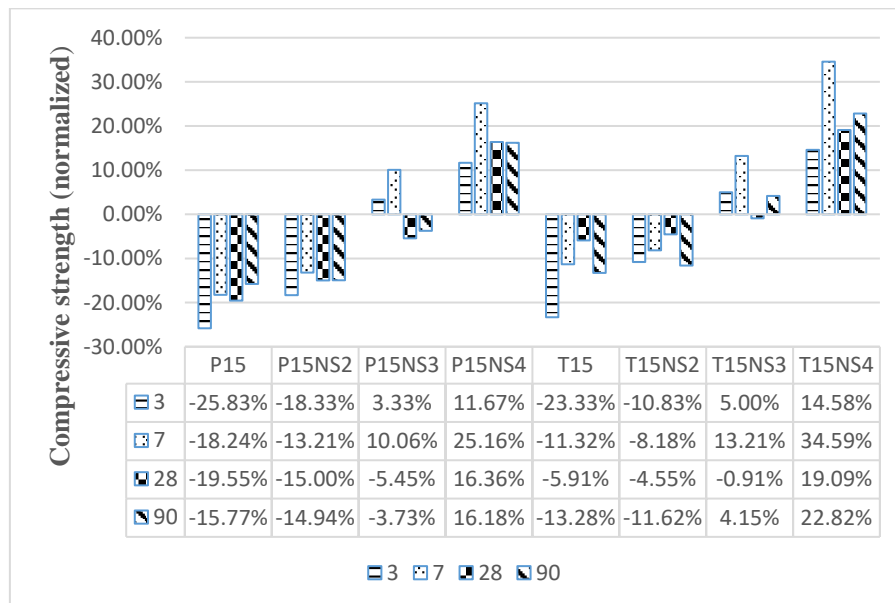 Compressive strength (normalized)
40.00%
30.00%
20.00%
10.00%
0.00%
-10.00%
-20.00%
-30.00%
P15 P15NS2 P15NS3 P15NS4 T15 T15NS2 T15NS3 T15NS4
3 -25.83% -18.33% 3.33% 11.67% -23.33% -10.83% 5.00% 14.58%
7 -18.24% -13.21% 10.06% 25.16% -11.32% -8.18% 13.21% 34.59%
28 -19.55% -15.00% -5.45% 16.36% -5.91% -4.55% -0.91% 19.09%
90 -15.77% -14.94% -3.73% 16.18% -13.28% -11.62% 4.15% 22.82%
3 7 28 90